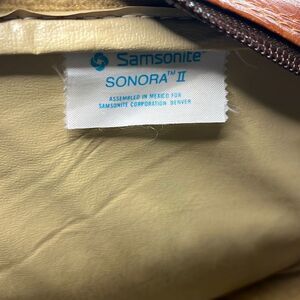 Samsonite
SONORA™ II
ASSEMBLED IN MEXICO FOR
SAMSONITE CORPORATION DENVER